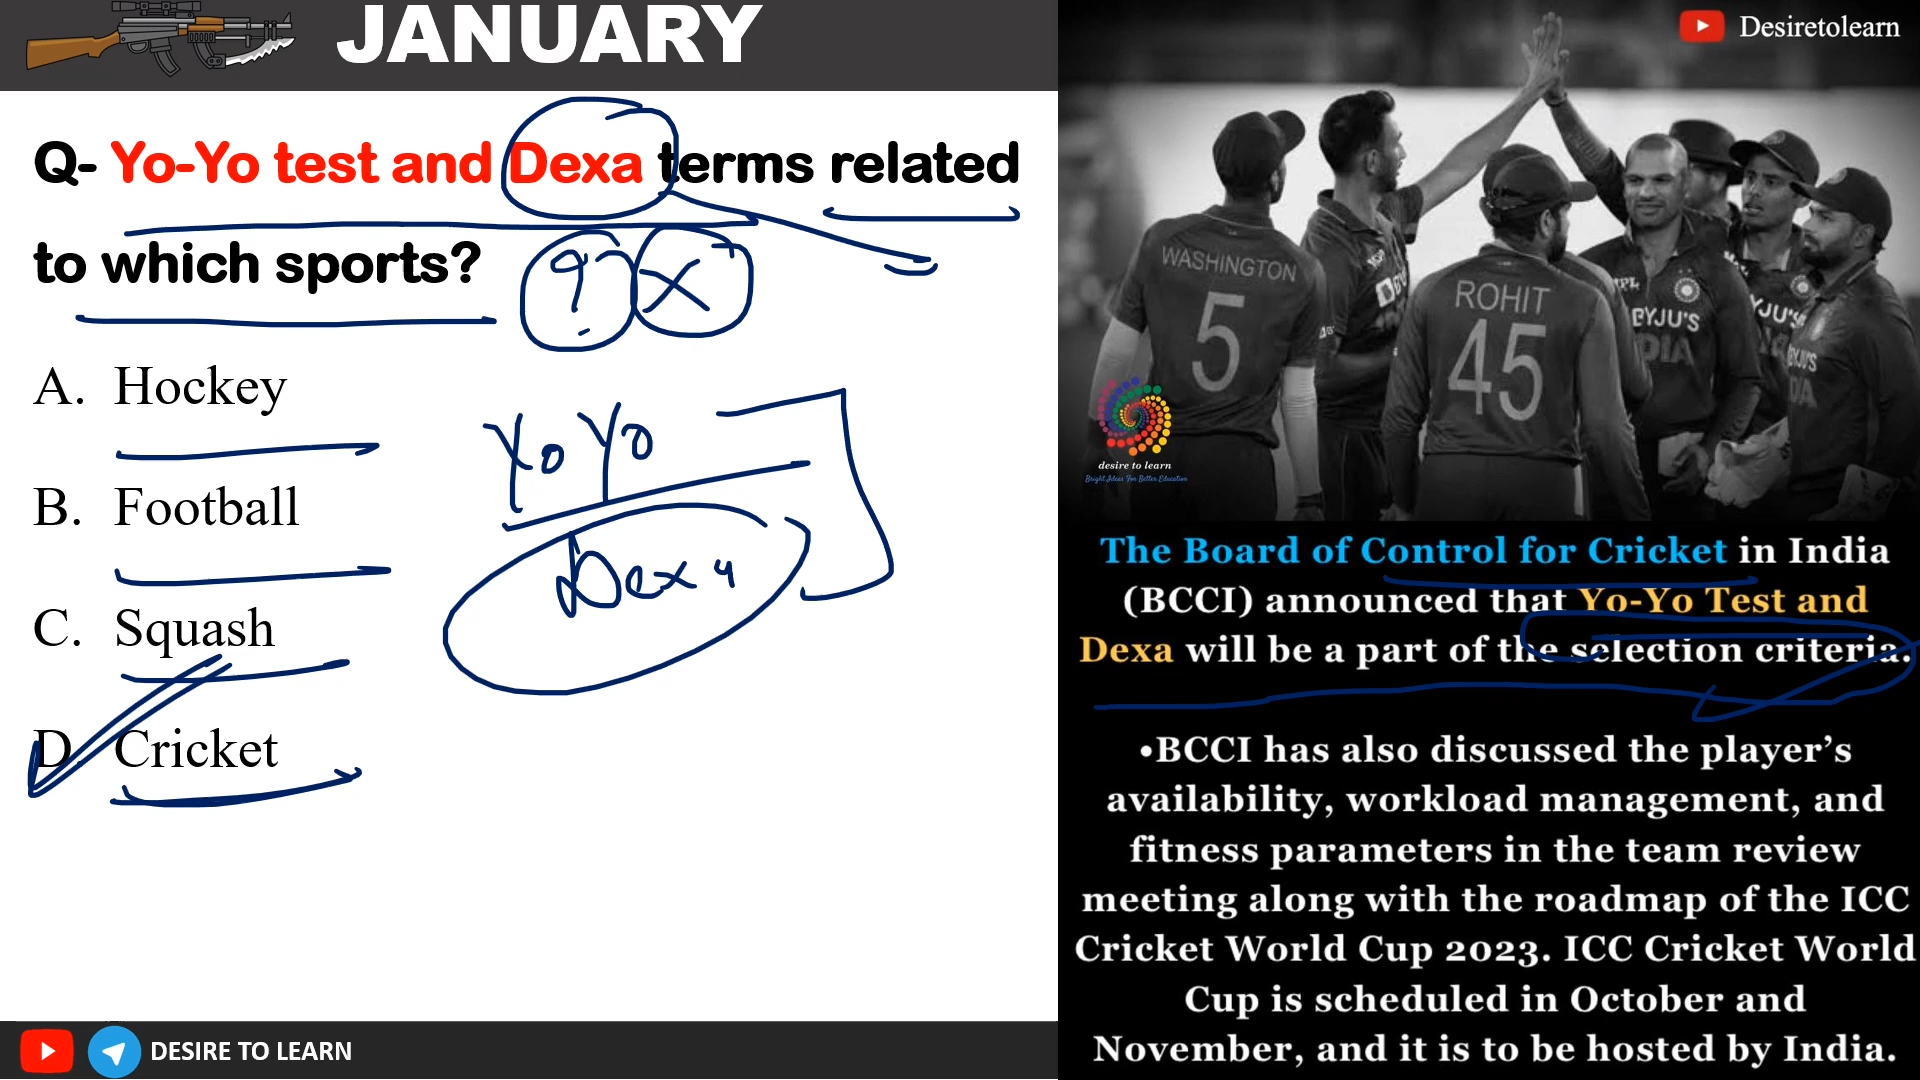 JANUARY
Q- Yo-Yo test and Dexa terms related
to which sports?
A. Hockey
B. Football
C. Squash
D. Cricket
Yo Yo
Dexa
DESIRE TO LEARN
Desiretolearn
WASHINGTON
5
ROHIT
45
BYJU'S
desire to learn
Bright Ideas For Better Education
The Board of Control for Cricket in India
(BCCI) announced that Yo-Yo Test and
Dexa will be a part of the selection criteria.
•BCCI has also discussed the player’s
availability, workload management, and
fitness parameters in the team review
meeting along with the roadmap of the ICC
Cricket World Cup 2023. ICC Cricket World
Cup is scheduled in October and
November, and it is to be hosted by India.